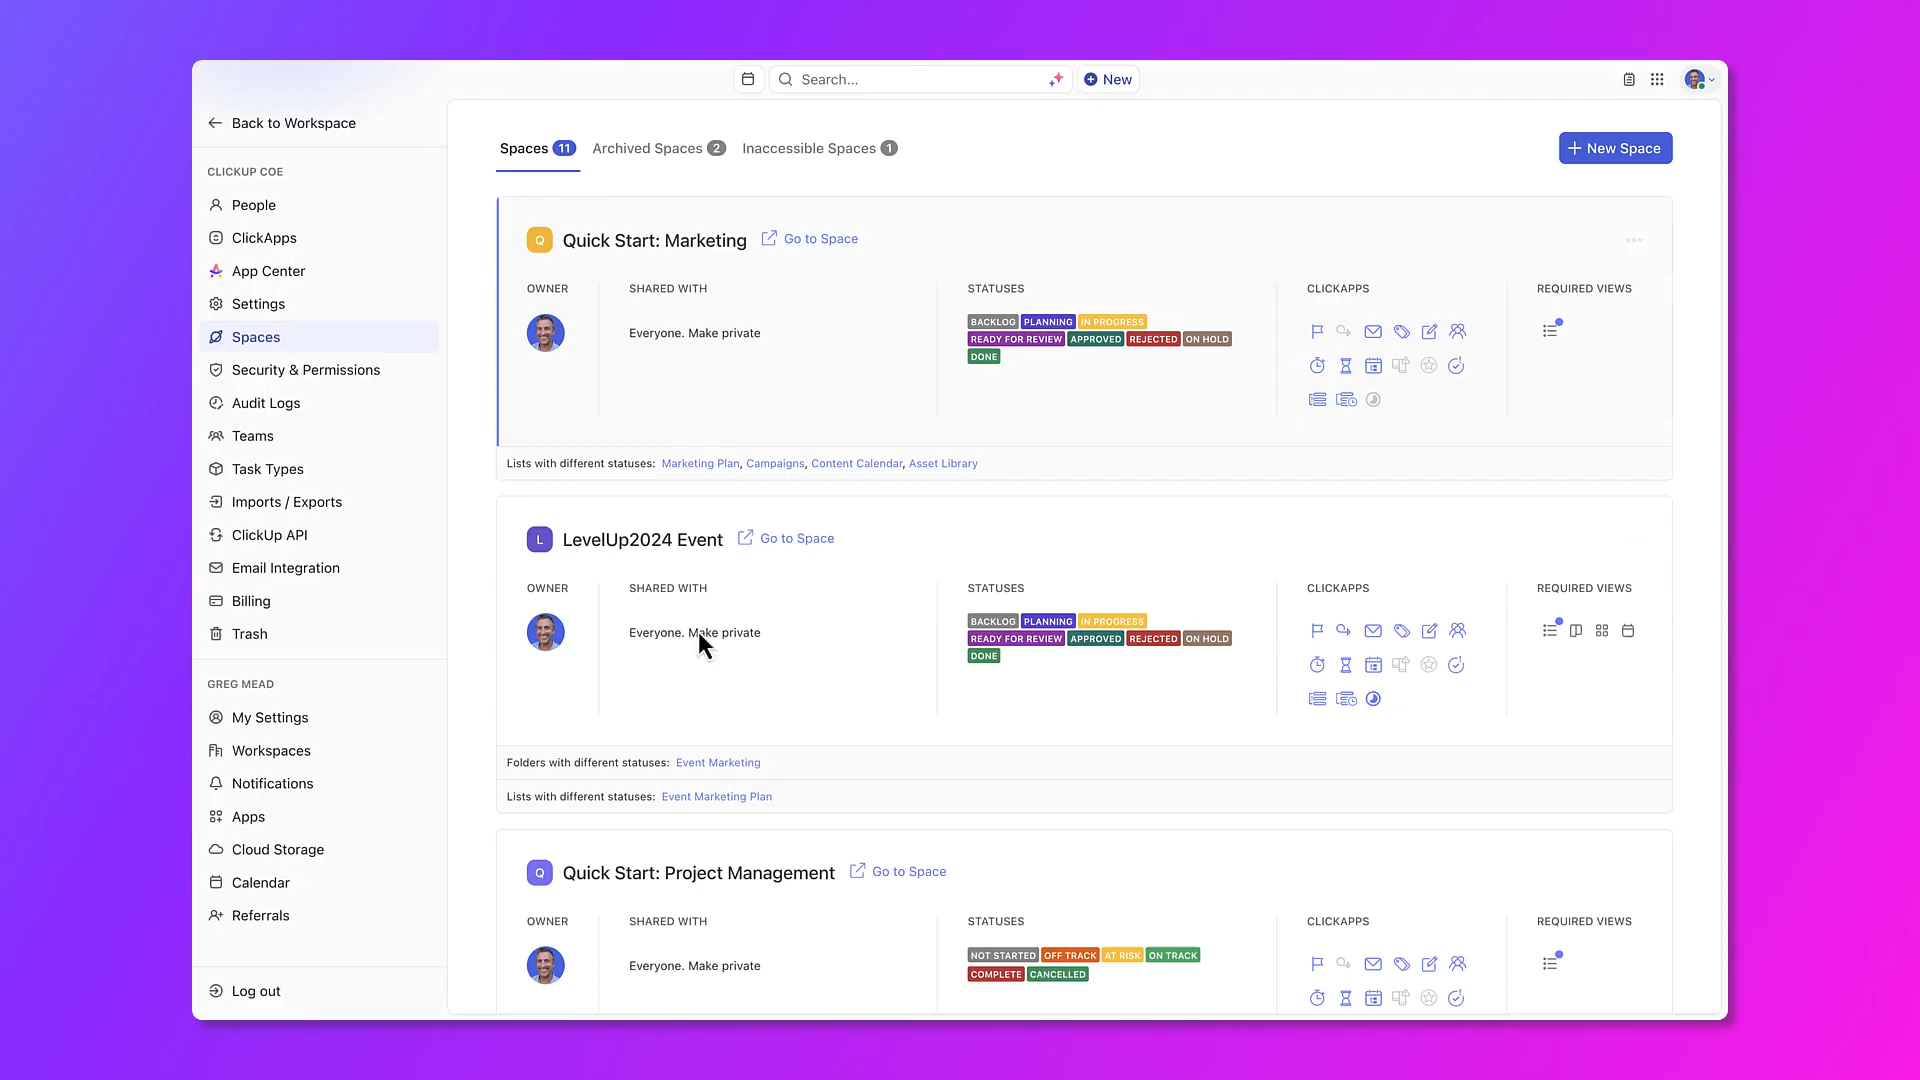 Search...
New
Back to Workspace
CLICKUP COE
People
ClickApps
App Center
Settings
Spaces
Security & Permissions
Audit Logs
Teams
Task Types
Imports / Exports
ClickUp API
Email Integration
Billing
Trash
GREG MEAD
My Settings
Workspaces
Notifications
Apps
Cloud Storage
Calendar
Referrals
Log out
Spaces 11 Archived Spaces 2 Inaccessible Spaces 1
New Space
Q Quick Start: Marketing Go to Space
OWNER SHARED WITH STATUSES CLICKAPPS REQUIRED VIEWS
Everyone. Make private
BACKLOG PLANNING IN PROGRESS
READY FOR REVIEW APPROVED REJECTED ON HOLD
DONE
Lists with different statuses: Marketing Plan, Campaigns, Content Calendar, Asset Library
L LevelUp2024 Event Go to Space
OWNER SHARED WITH STATUSES CLICKAPPS REQUIRED VIEWS
Everyone. Make private
BACKLOG PLANNING IN PROGRESS
READY FOR REVIEW APPROVED REJECTED ON HOLD
DONE
Folders with different statuses: Event Marketing
Lists with different statuses: Event Marketing Plan
Q Quick Start: Project Management Go to Space
OWNER SHARED WITH STATUSES CLICKAPPS REQUIRED VIEWS
Everyone. Make private
NOT STARTED OFF TRACK AT RISK ON TRACK
COMPLETE CANCELLED